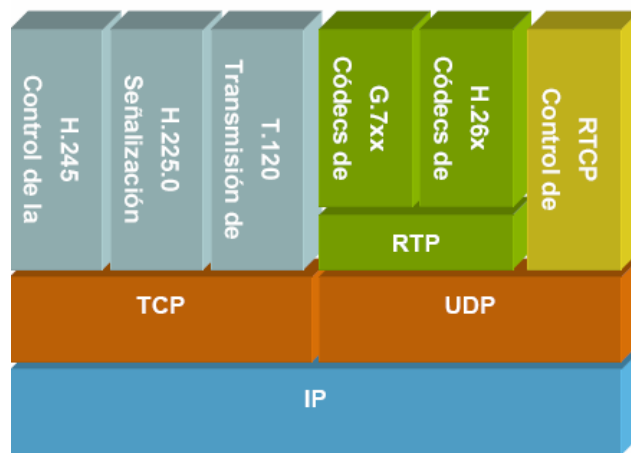 H.245
Control de la
H.225.0
Señalización
T.120
Transmisión de
G.7xx
Códecs de
H.26x
Códecs de
RTCP
Control de
RTP
TCP
UDP
IP